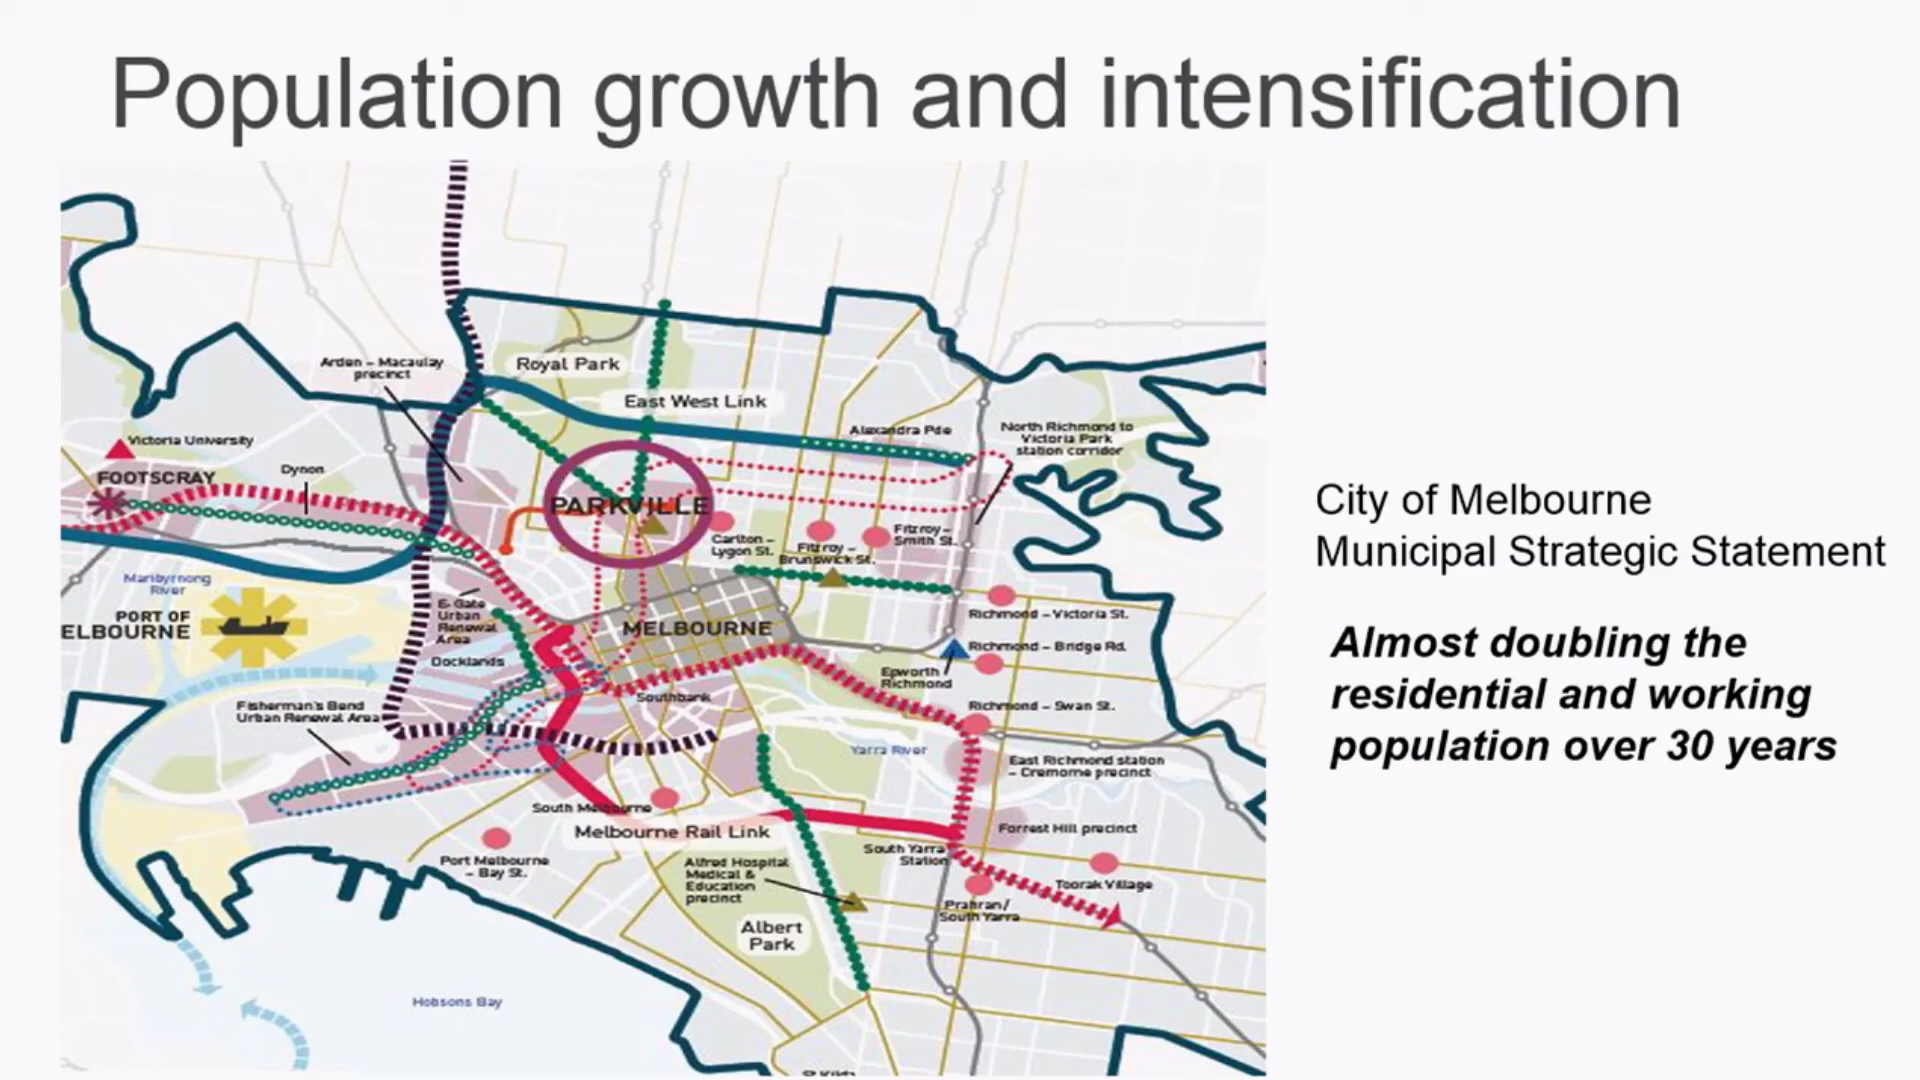 Population growth and intensification
Arden – Macaulay
precinct
Royal Park
East West Link
Alexandra Pde
North Richmond to
Victoria Park
station corridor
Victoria University
FOOTSCRAY
Dynon
PARKVILLE
Carlton –
Lygon St.
Fitzroy –
Brunswick St.
Fitzroy –
Smith St.
Maribyrnong
River
PORT OF
ELBOURNE
E-Gate
Urban
Renewal
Area
Docklands
MELBOURNE
Richmond – Victoria St.
Richmond – Bridge Rd.
Epworth
Richmond
Southbank
Richmond – Swan St.
Fisherman's Bend
Urban Renewal Area
Yarra River
East Richmond station
– Cremorne precinct
South Melbourne
Melbourne Rail Link
Forrest Hill precinct
Port Melbourne
– Bay St.
Alfred Hospital
Medical &
Education
precinct
South Yarra
Station
Toorak Village
Prahran/
South Yarra
Albert
Park
Hobsons Bay
City of Melbourne
Municipal Strategic Statement
Almost doubling the
residential and working
population over 30 years